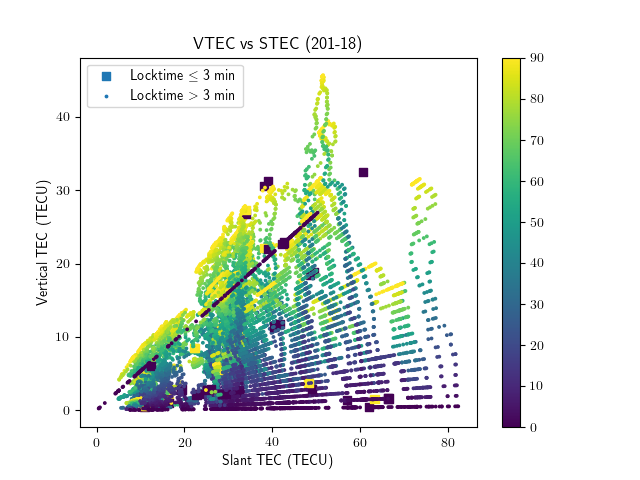 VTEC vs STEC (201-18)
Locktime ≤ 3 min
Locktime > 3 min
Vertical TEC (TECU)
40
30
20
10
0
0 20 40 60 80
Slant TEC (TECU)
90
80
70
60
50
40
30
20
10
0